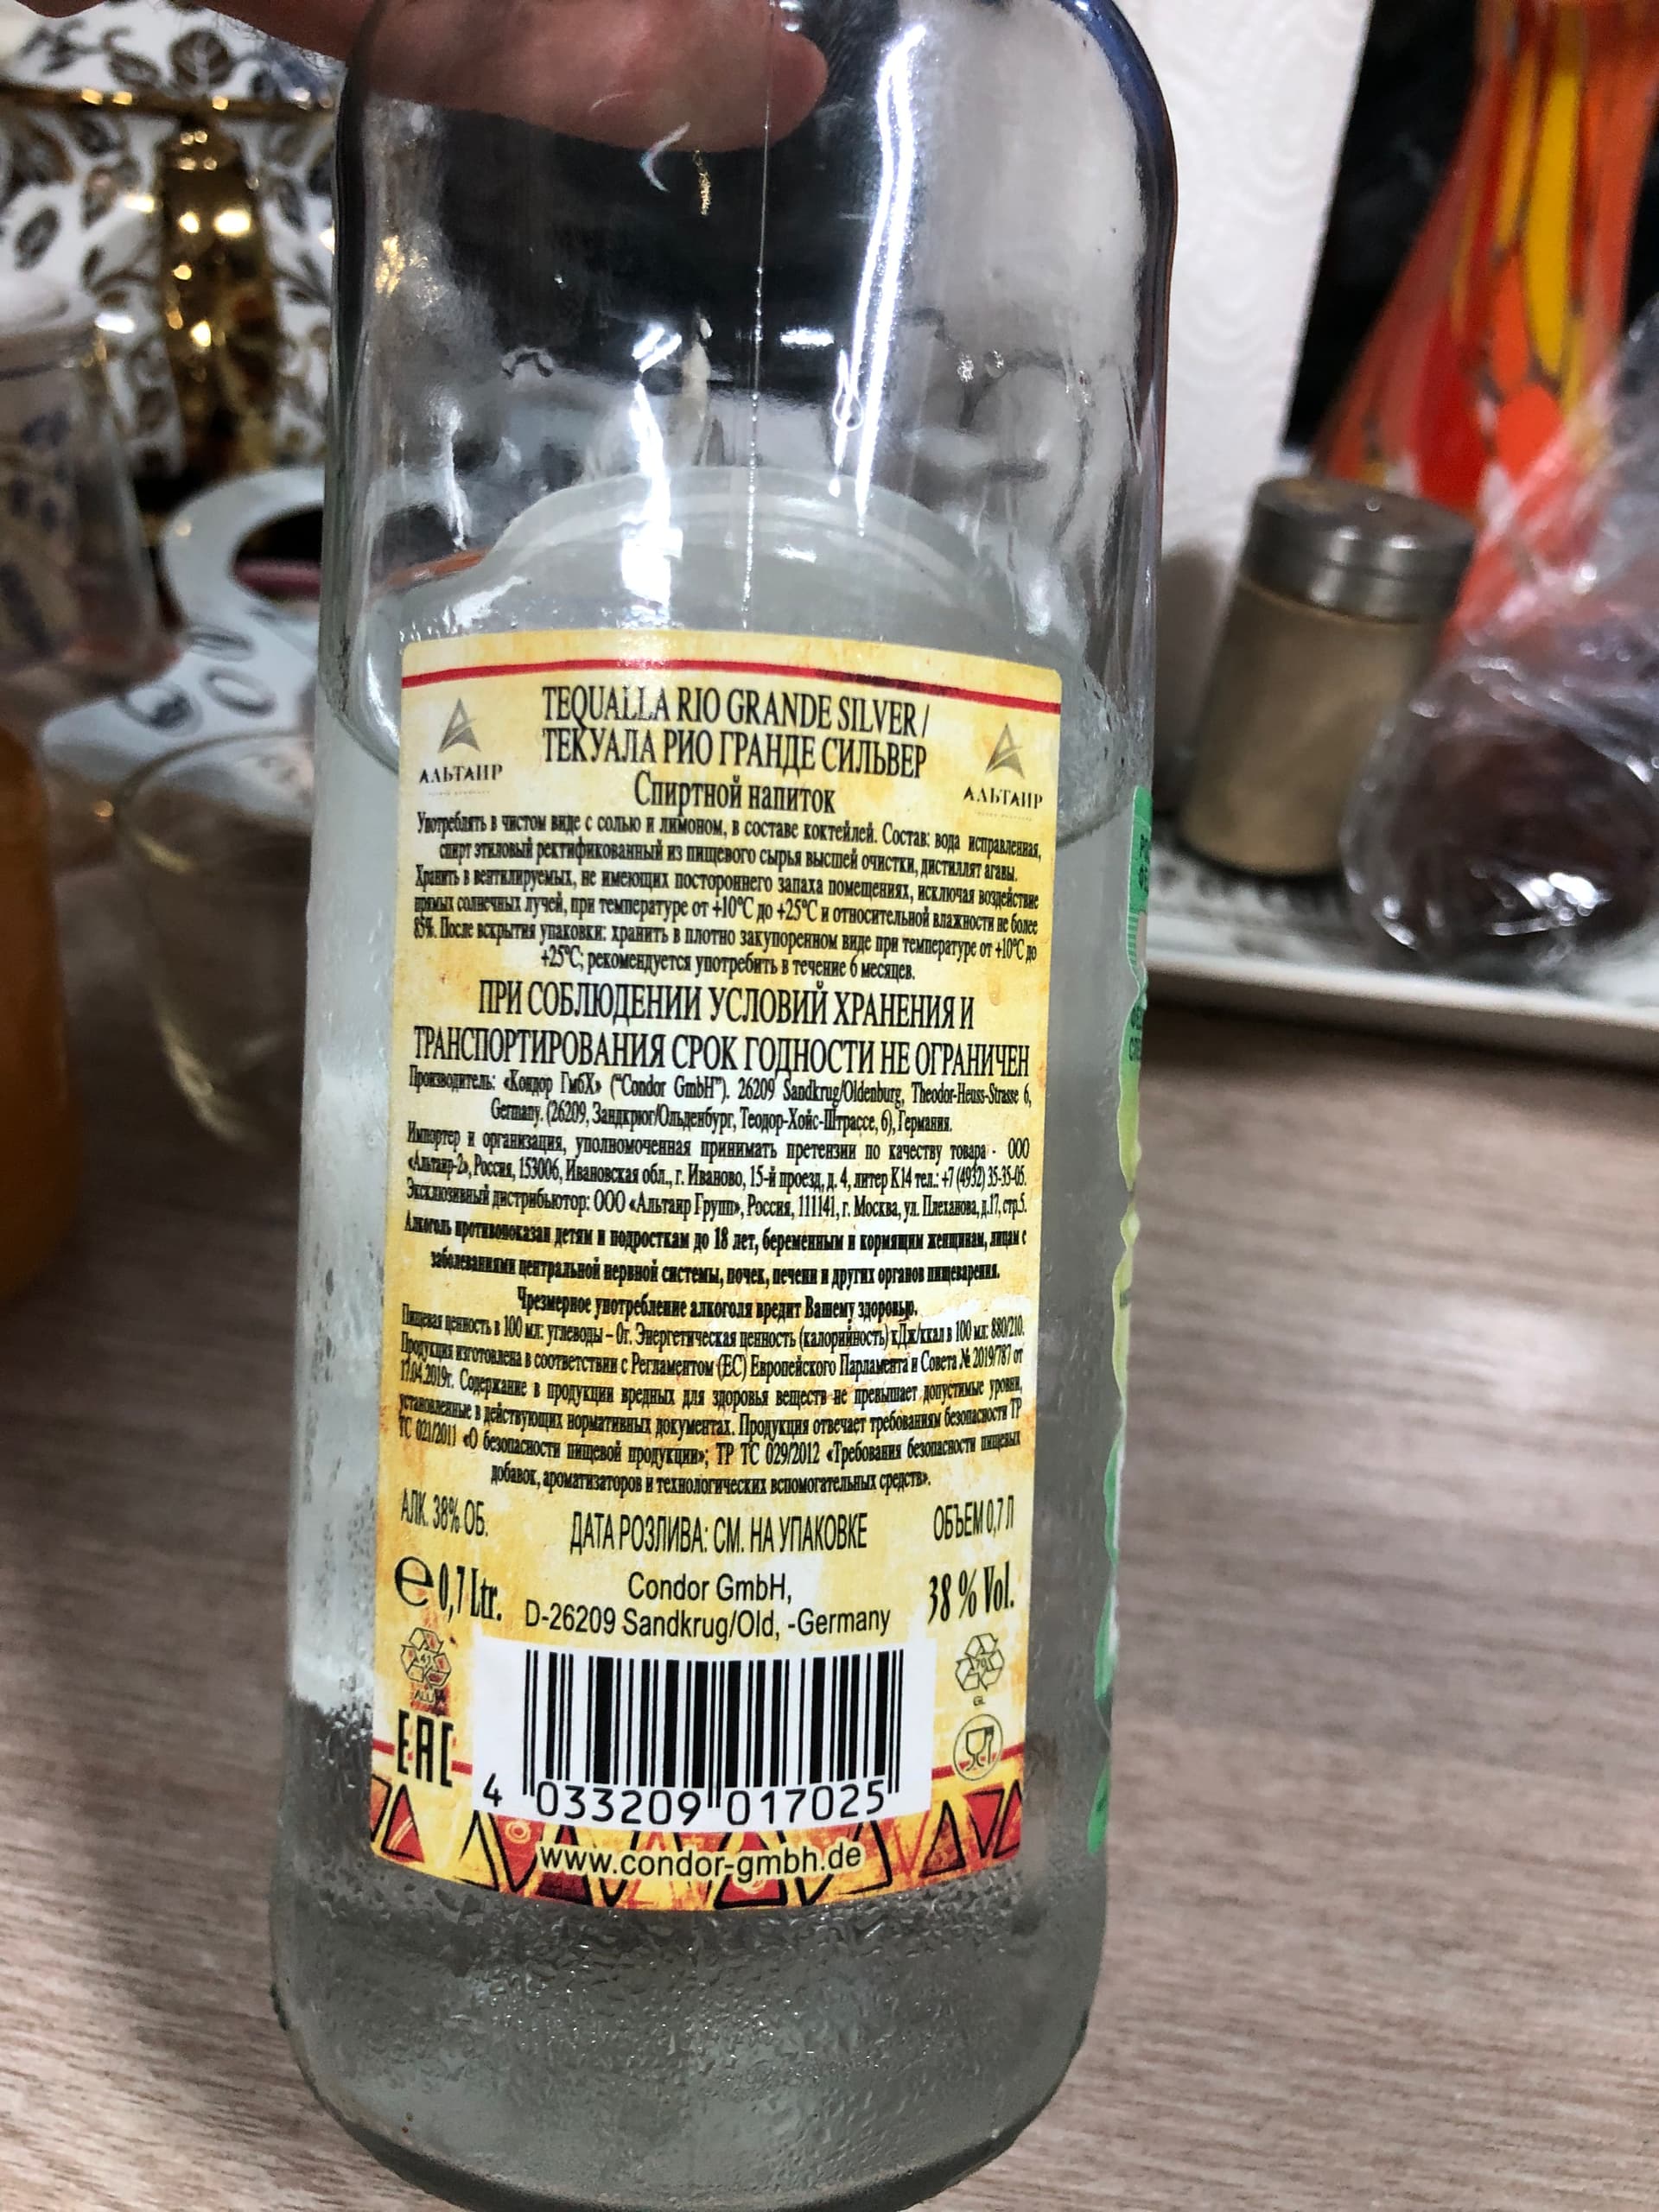 TEQUALLA RIO GRANDE SILVER /
ТЕКУАЛА РИО ГРАНДЕ СИЛЬВЕР
АЛЬТАИР
АЛЬТАИР
Спиртной напиток
Употреблять в чистом виде с солью и лимоном, в составе коктейлей. Состав: вода исправленная,
спирт этиловый ректификованный из пищевого сырья высшей очистки, дистиллят агавы.
Хранить в вентилируемых, не имеющих постороннего запаха помещениях, исключая воздействие
прямых солнечных лучей, при температуре от +10°С до +25°С и относительной влажности не более
85%. После вскрытия упаковки: хранить в плотно закупоренном виде при температуре от +10°С до
+25°С; рекомендуется употребить в течение 6 месяцев.
ПРИ СОБЛЮДЕНИИ УСЛОВИЙ ХРАНЕНИЯ И
ТРАНСПОРТИРОВАНИЯ СРОК ГОДНОСТИ НЕ ОГРАНИЧЕН
Производитель: «Кондор ГмбХ» ("Condor GmbH"). 26209 Sandkrug/Oldenburg, Theodor-Heuss-Strasse 6,
Germany. (26209, Зандкрюг/Ольденбург, Теодор-Хойс-Штрассе, 6), Германия.
Импортер и организация, уполномоченная принимать претензии по качеству товара - ООО
«Альтаир-2», Россия, 153006, Ивановская обл., г. Иваново, 15-й проезд, д. 4, литер К14 тел.: +7 (4932) 35-35-05.
Эксклюзивный дистрибьютор: ООО «Альтаир Групп», Россия, 111141, г. Москва, ул. Плеханова, д.17, стр.5.
Алкоголь противопоказан детям и подросткам до 18 лет, беременным и кормящим женщинам, лицам с
заболеваниями центральной нервной системы, почек, печени и других органов пищеварения.
Чрезмерное употребление алкоголя вредит Вашему здоровью.
Пищевая ценность в 100 мл: углеводы – 0г. Энергетическая ценность (калорийность) кДж/ккал в 100 мл: 880/210.
Продукция изготовлена в соответствии с Регламентом (ЕС) Европейского Парламента и Совета № 2019/787 от
17.04.2019г. Содержание в продукции вредных для здоровья веществ не превышает допустимые уровни,
установленные в действующих нормативных документах. Продукция отвечает требованиям безопасности ТР
ТС 021/2011 «О безопасности пищевой продукции»; ТР ТС 029/2012 «Требования безопасности пищевых
добавок, ароматизаторов и технологических вспомогательных средств».
АЛК. 38% ОБ.
ДАТА РОЗЛИВА: СМ. НА УПАКОВКЕ
ОБЪЕМ 0,7 Л
e 0,7 Ltr.
Condor GmbH,
D-26209 Sandkrug/Old, -Germany
38 % Vol.
41
ALU
70
GL
EAC
4 033209 017025
www.condor-gmbh.de